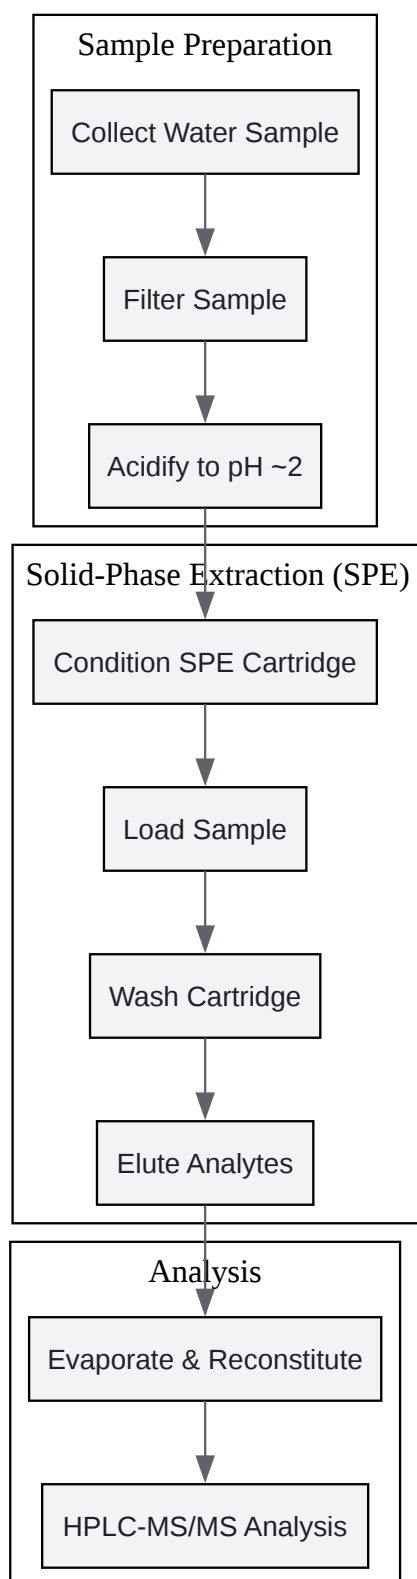 Sample Preparation
Collect Water Sample
Filter Sample
Acidify to pH ~2
Solid-Phase Extraction (SPE)
Condition SPE Cartridge
Load Sample
Wash Cartridge
Elute Analytes
Analysis
Evaporate & Reconstitute
HPLC-MS/MS Analysis